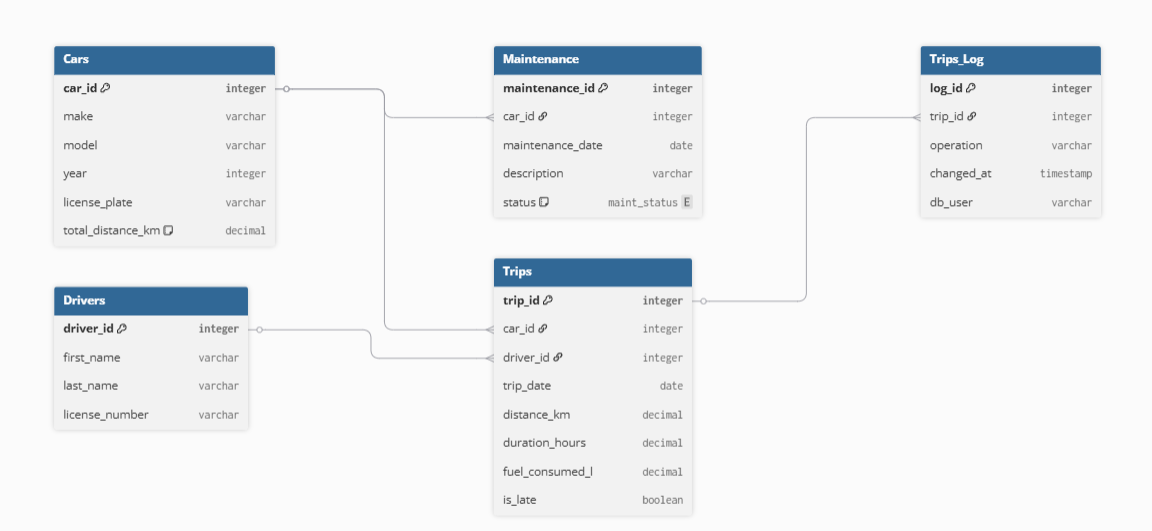 Cars
car_id integer
make varchar
model varchar
year integer
license_plate varchar
total_distance_km decimal
Drivers
driver_id integer
first_name varchar
last_name varchar
license_number varchar
Maintenance
maintenance_id integer
car_id integer
maintenance_date date
description varchar
status maint_status E
Trips
trip_id integer
car_id integer
driver_id integer
trip_date date
distance_km decimal
duration_hours decimal
fuel_consumed_l decimal
is_late boolean
Trips_Log
log_id integer
trip_id integer
operation varchar
changed_at timestamp
db_user varchar